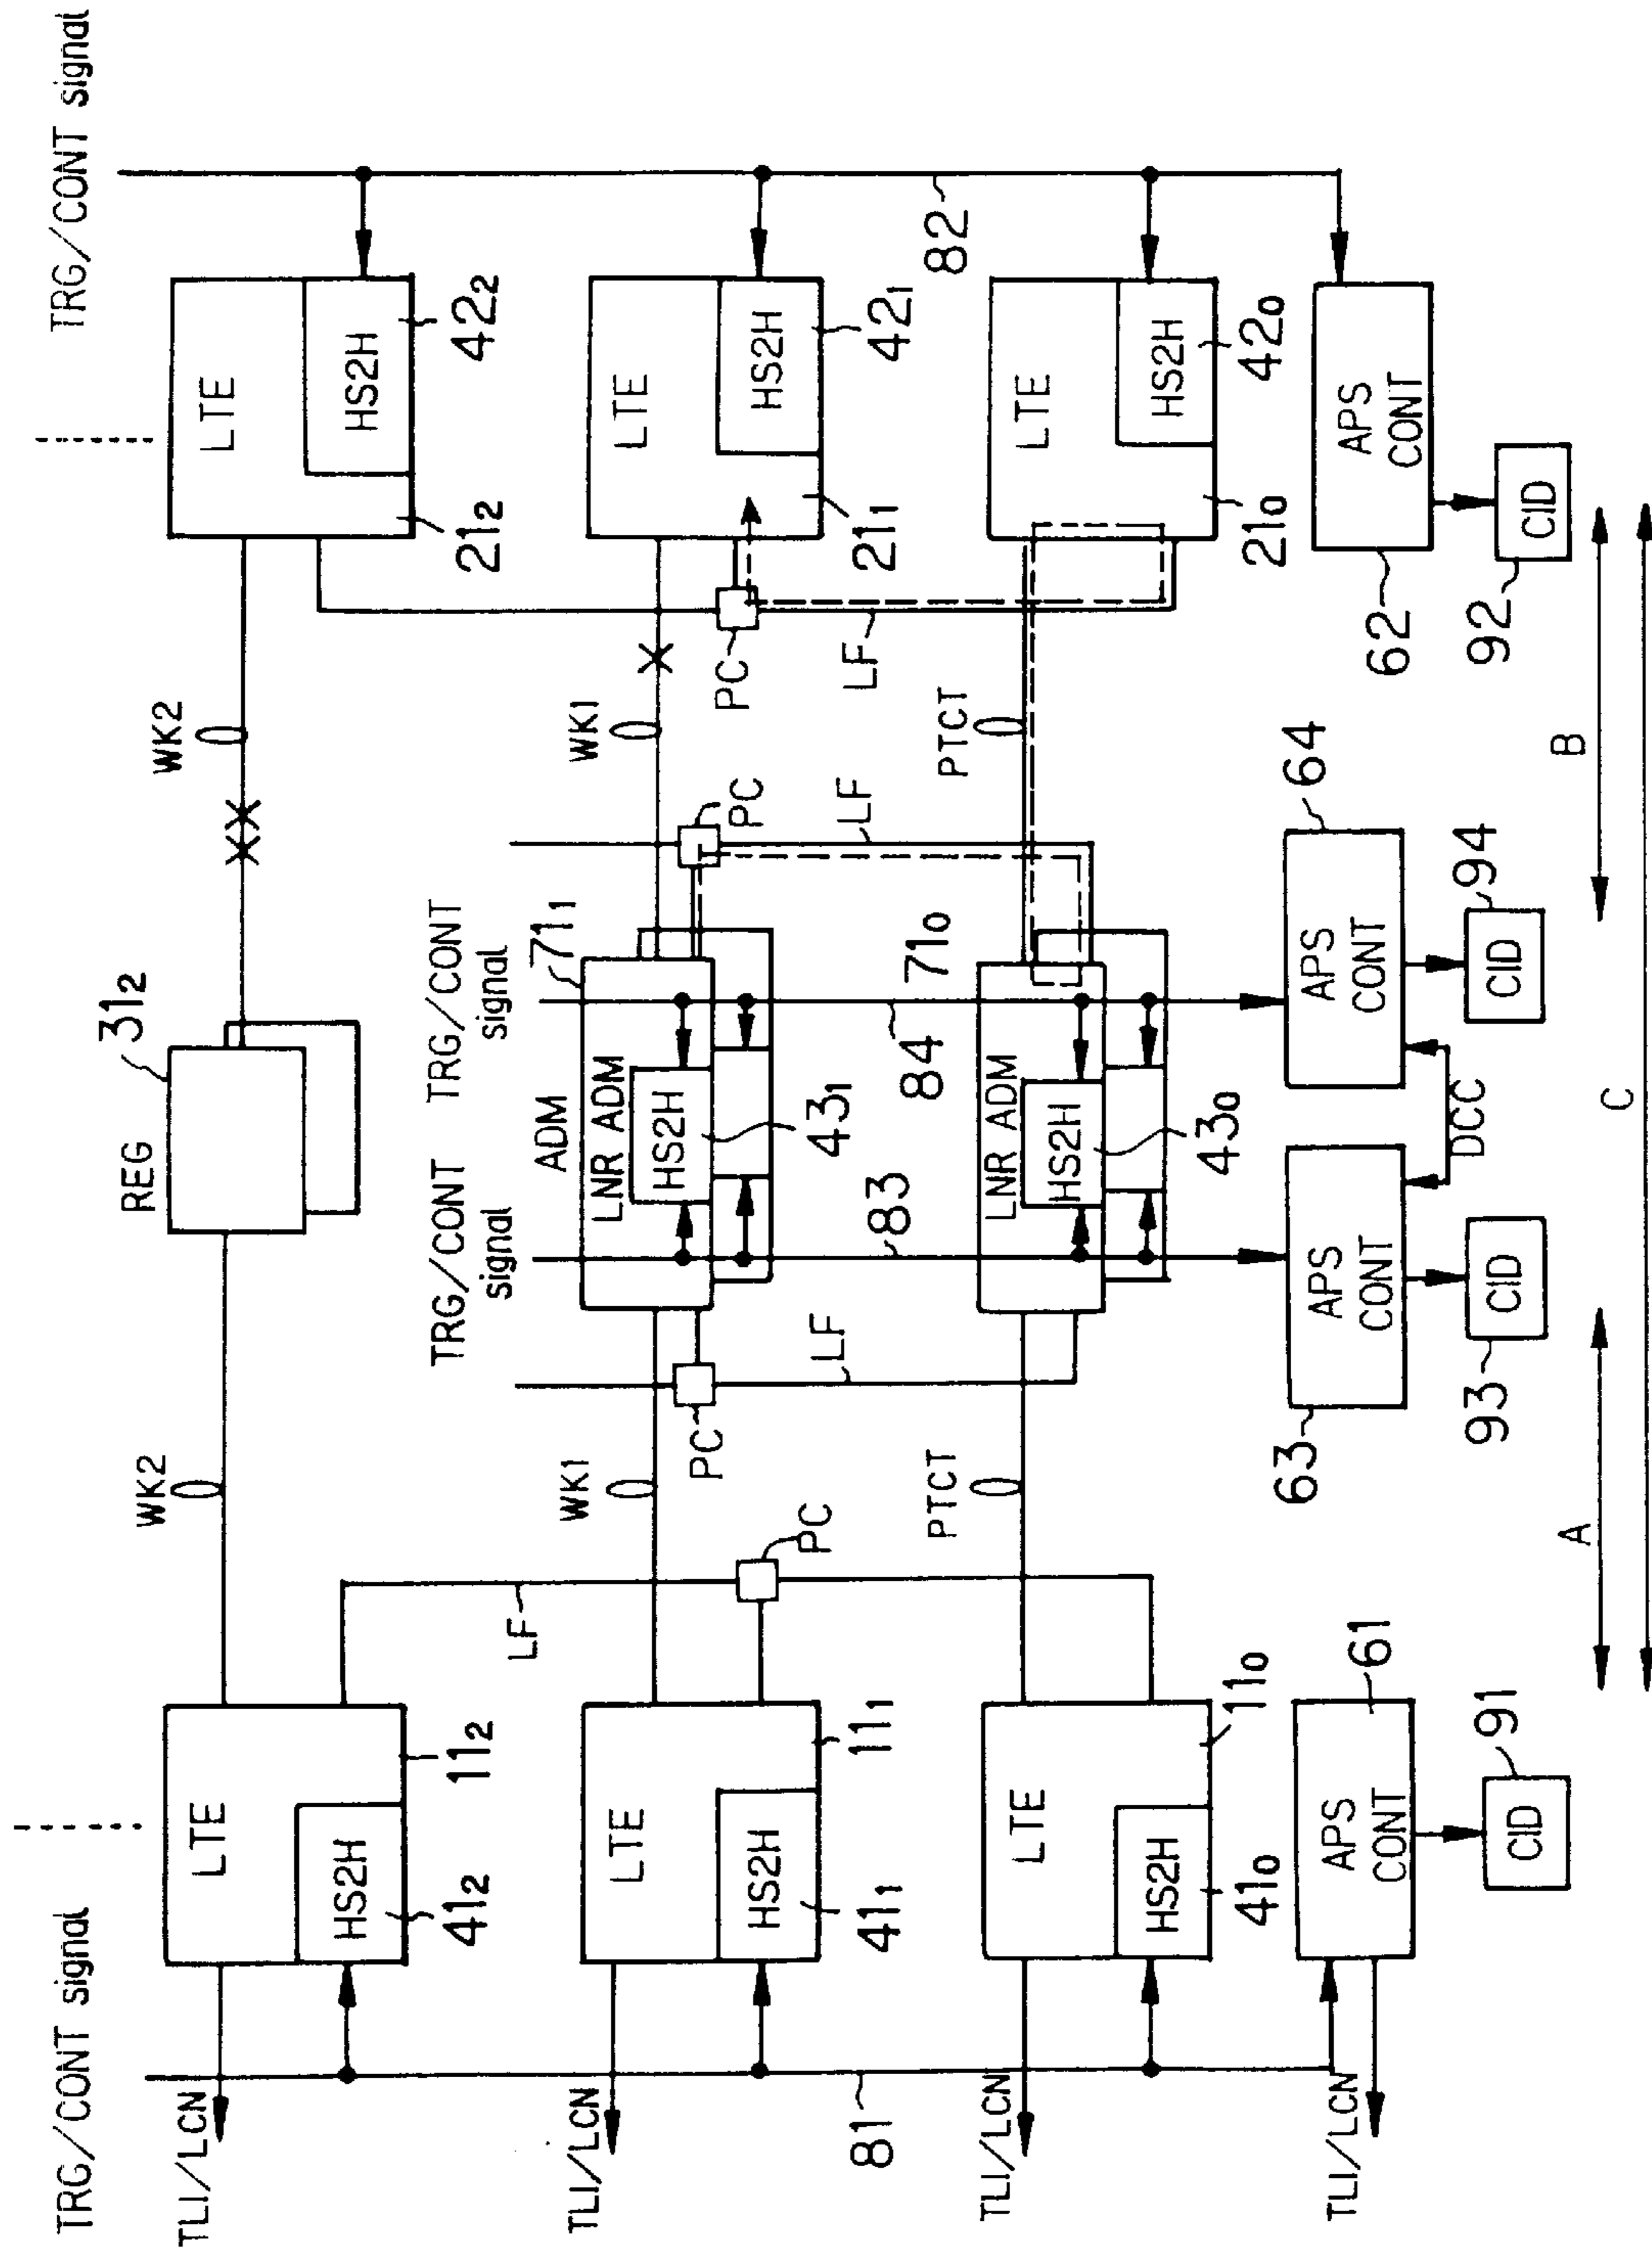 TRG/CONT signal
TRG/CONT signal
TLI/LCN
LTE
HS2H
41₂
11₂
WK2
REG
31₂
WK2
LTE
HS2H
21₂
42₂
LF
TRG/CONT
signal
TRG/CONT
signal
TLI/LCN
LTE
HS2H
41₁
11₁
PC
WK1
PC
LF
ADM
71₁
LNR ADM
HS2H
43₁
PC
LF
WK1
PC
LF
LTE
HS2H
21₁
42₁
83
84
71₀
82
TLI/LCN
81
LTE
HS2H
41₀
11₀
PTCT
LNR ADM
HS2H
43₀
PTCT
LTE
HS2H
21₀
42₀
TLI/LCN
APS
CONT
61
63
APS
CONT
DCC
APS
CONT
64
62
APS
CONT
CID
91
93
CID
CID
94
92
CID
A
B
C